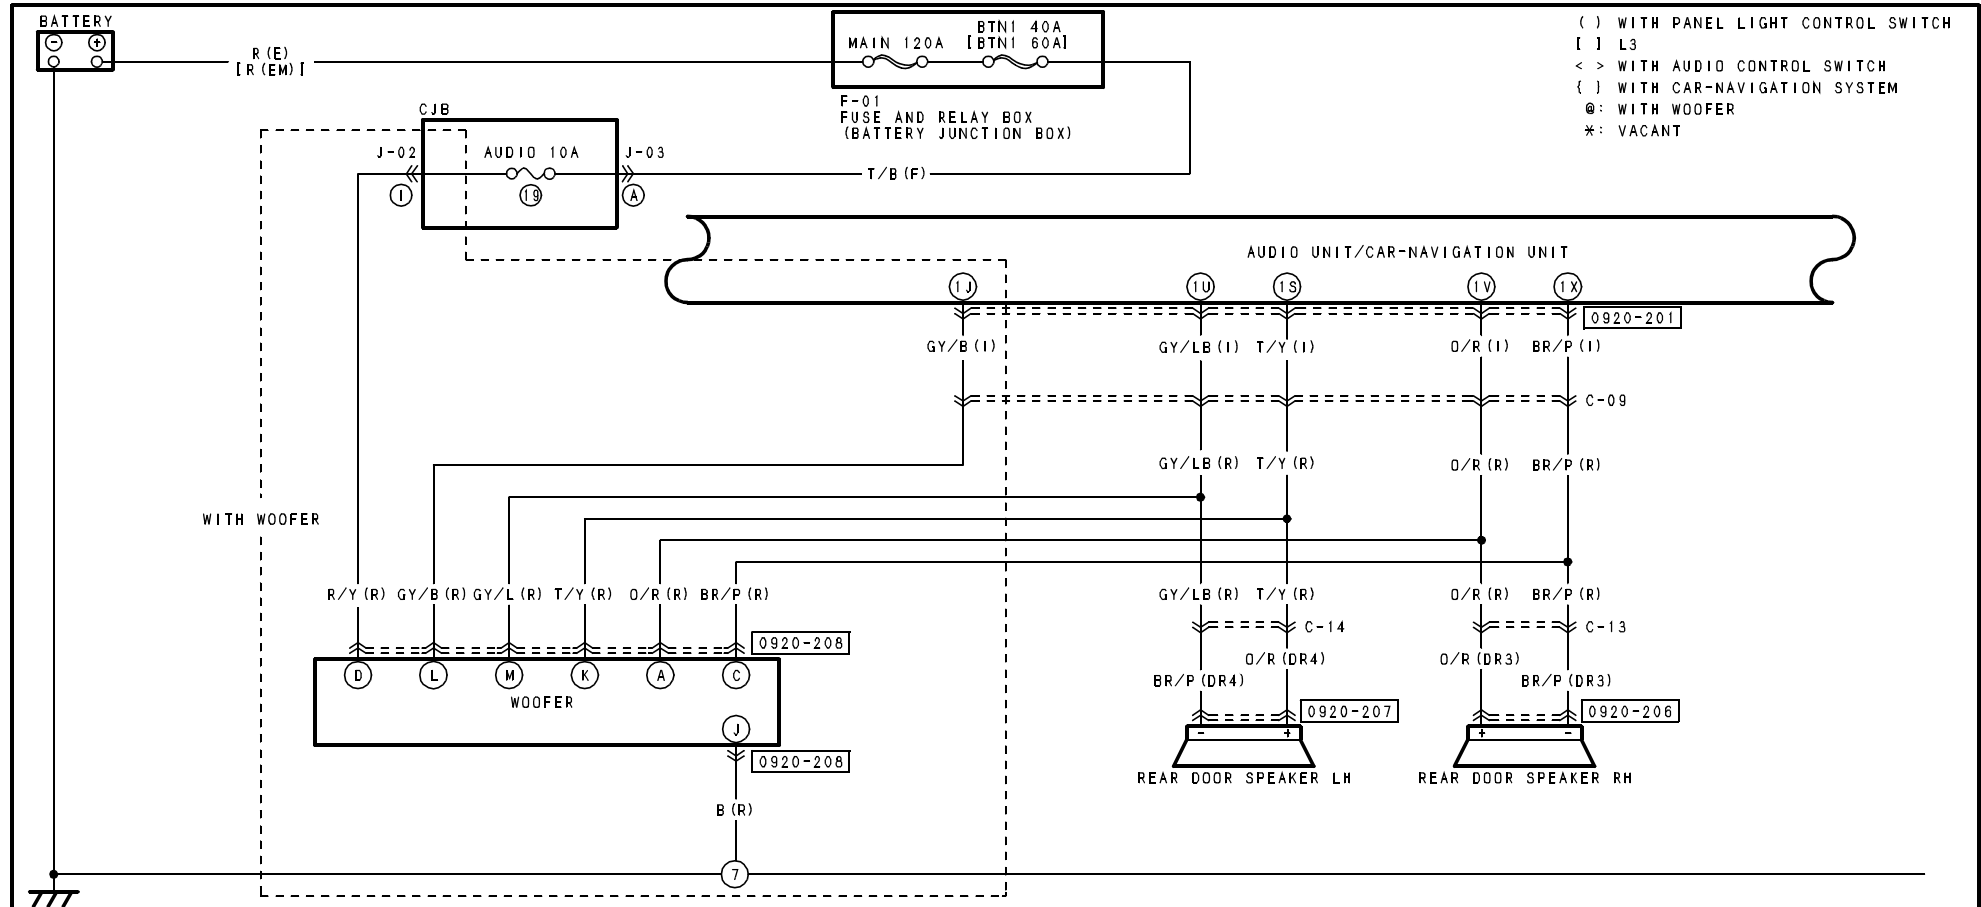 BATTERY
- +
R(E)
[R(EM)[
MAIN 120A
BTN1 40A
[BTN1 60A]
F-01
FUSE AND RELAY BOX
(BATTERY JUNCTION BOX)
( ) WITH PANEL LIGHT CONTROL SWITCH
[ ] L3
< > WITH AUDIO CONTROL SWITCH
{ } WITH CAR-NAVIGATION SYSTEM
@: WITH WOOFER
*: VACANT
CJB
J-02
AUDIO 10A
J-03
I
19
A
T/B(F)
AUDIO UNIT/CAR-NAVIGATION UNIT
1J 1U 1S 1V 1X
0920-201
GY/B(I) GY/LB(I) T/Y(I) O/R(I) BR/P(I)
C-09
GY/LB(R) T/Y(R) O/R(R) BR/P(R)
WITH WOOFER
R/Y(R) GY/B(R) GY/L(R) T/Y(R) O/R(R) BR/P(R) GY/LB(R) T/Y(R) O/R(R) BR/P(R)
0920-208
C-14
C-13
D L M K A C
O/R(DR4)
O/R(DR3)
BR/P(DR4)
BR/P(DR3)
WOOFER
J
0920-207
0920-206
- +
+ -
0920-208
REAR DOOR SPEAKER LH
REAR DOOR SPEAKER RH
B(R)
7